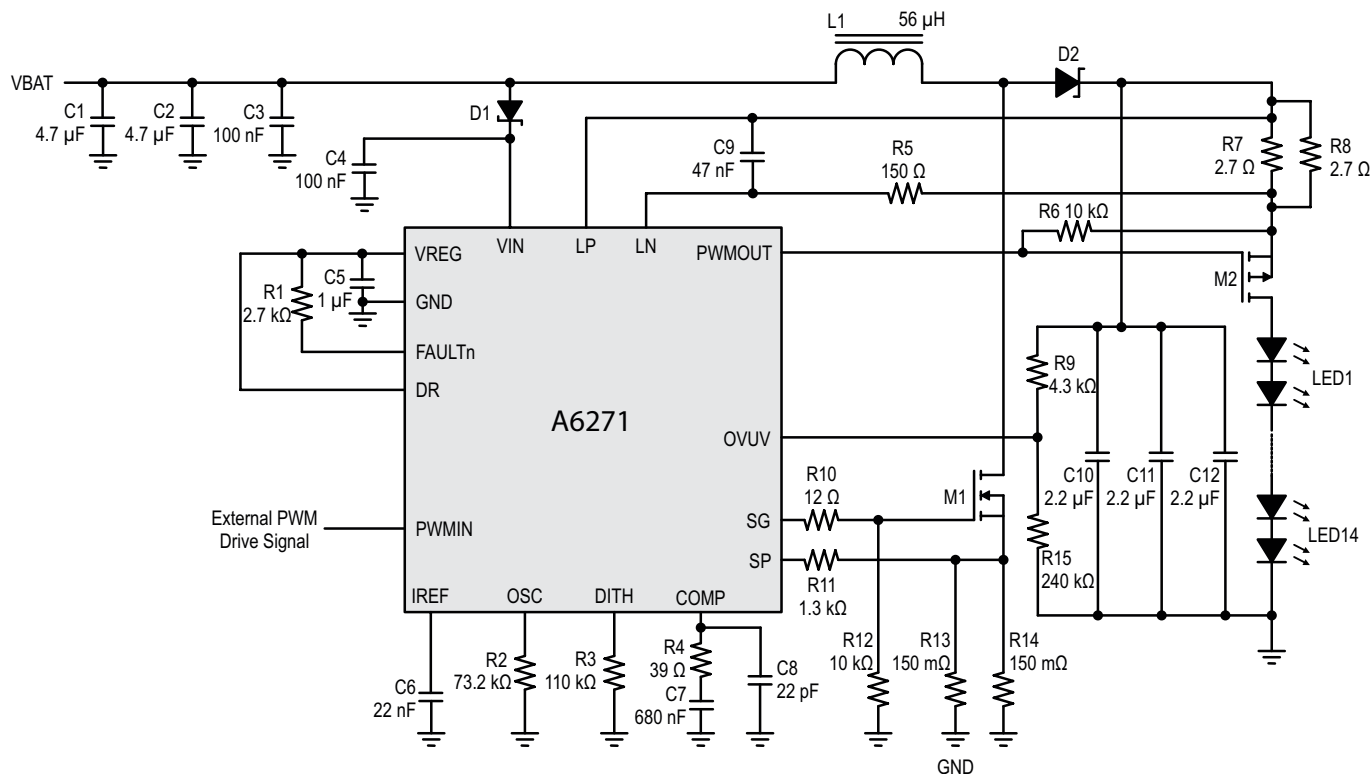 L1
56 µH
D2
VBAT
C1
4.7 µF
C2
4.7 µF
C3
100 nF
D1
C4
100 nF
C9
47 nF
R5
150 Ω
R7
2.7 Ω
R8
2.7 Ω
R6 10 kΩ
VREG
VIN
LP
LN
PWMOUT
M2
R1
2.7 kΩ
C5
1 µF
GND
FAULTn
DR
A6271
OVUV
R9
4.3 kΩ
LED1
C10
2.2 µF
C11
2.2 µF
C12
2.2 µF
R10
12 Ω
M1
External PWM
Drive Signal
PWMIN
SG
SP
R11
1.3 kΩ
R15
240 kΩ
LED14
IREF
OSC
DITH
COMP
C6
22 nF
R2
73.2 kΩ
R3
110 kΩ
R4
39 Ω
C7
680 nF
C8
22 pF
R12
10 kΩ
R13
150 mΩ
R14
150 mΩ
GND